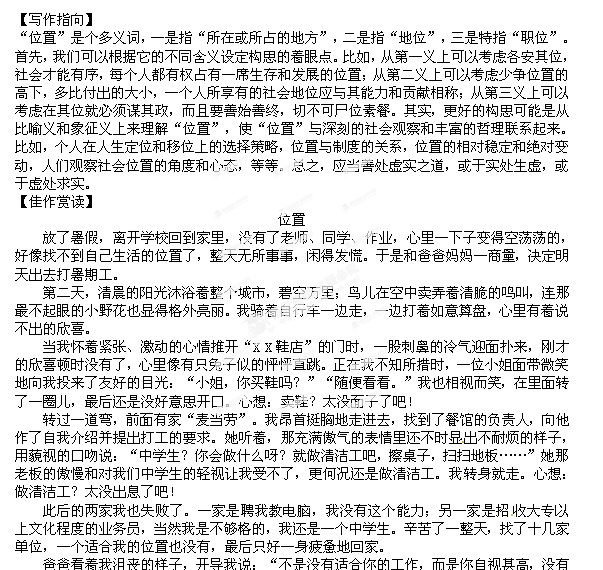 【写作指向】
“位置”是个多义词，一是指“所在或所占的地方”，二是指“地位”，三是特指“职位”。
首先，我们可以根据它的不同含义设定构思的着眼点。比如，从第一义上可以考虑各安其位，
社会才能有序，每个人都有权占有一席生存和发展的位置；从第二义上可以考虑少争位置的
高下，多比付出的大小，一个人所享有的社会地位应与其能力和贡献相称；从第三义上可以
考虑在其位就必须谋其政，而且要善始善终，切不可尸位素餐。其实，更好的构思可能是从
比喻义和象征义上来理解“位置”，使“位置”与深刻的社会观察和丰富的哲理联系起来。
比如，个人在人生定位和移位上的选择策略，位置与制度的关系，位置的相对稳定和绝对变
动，人们观察社会位置的角度和心态，等等。总之，应当善处虚实之道，或于实处生虚，或
于虚处求实。
【佳作赏读】
位置
放了暑假，离开学校回到家里，没有了老师、同学、作业，心里一下子变得空荡荡的，
好像找不到自己生活的位置了，整天无所事事，闲得发慌。于是和爸爸妈妈一商量，决定明
天出去打暑期工。
第二天，清晨的阳光沐浴着整个城市，碧空万里；鸟儿在空中卖弄着清脆的鸣叫，连那
最不起眼的小野花也显得格外亮丽。我骑着自行车一边走，一边打着如意算盘，心里有着说
不出的欣喜。
当我怀着紧张、激动的心情推开“ｘｘ鞋店”的门时，一股刺鼻的冷气迎面扑来，刚才
的欣喜顿时没有了，心里像有只兔子似的怦怦直跳。正在我不知所措时，一位小姐面带微笑
地向我投来了友好的目光：“小姐，你买鞋吗？”“随便看看。”我也相视而笑，在里面转
了一圈儿，最后还是没好意思开口。心想：卖鞋？太没面子了吧！
转过一道弯，前面有家“麦当劳”。我昂首挺胸地走进去，找到了餐馆的负责人，向他
作了自我介绍并提出打工的要求。她听着，那充满傲气的表情里还不时显出不耐烦的样子，
用藐视的口吻说：“中学生？你会做什么呀？就做清洁工吧，擦桌子，扫扫地板……”她那
老板的傲慢和对我们中学生的轻视让我受不了，更何况还是做清洁工。我转身就走。心想：
做清洁工？太没出息了吧！
此后的两家我也失败了。一家是聘我教电脑，我没有这个能力；另一家是招收大专以
上文化程度的业务员，当然我是不够格的，我还是一个中学生。辛苦了一整天，找了十几家
单位，一个适合我的位置也没有，最后只好一身疲惫地回家。
爸爸看着我沮丧的样子，开导我说：“不是没有适合你的工作，而是你自视甚高，没有